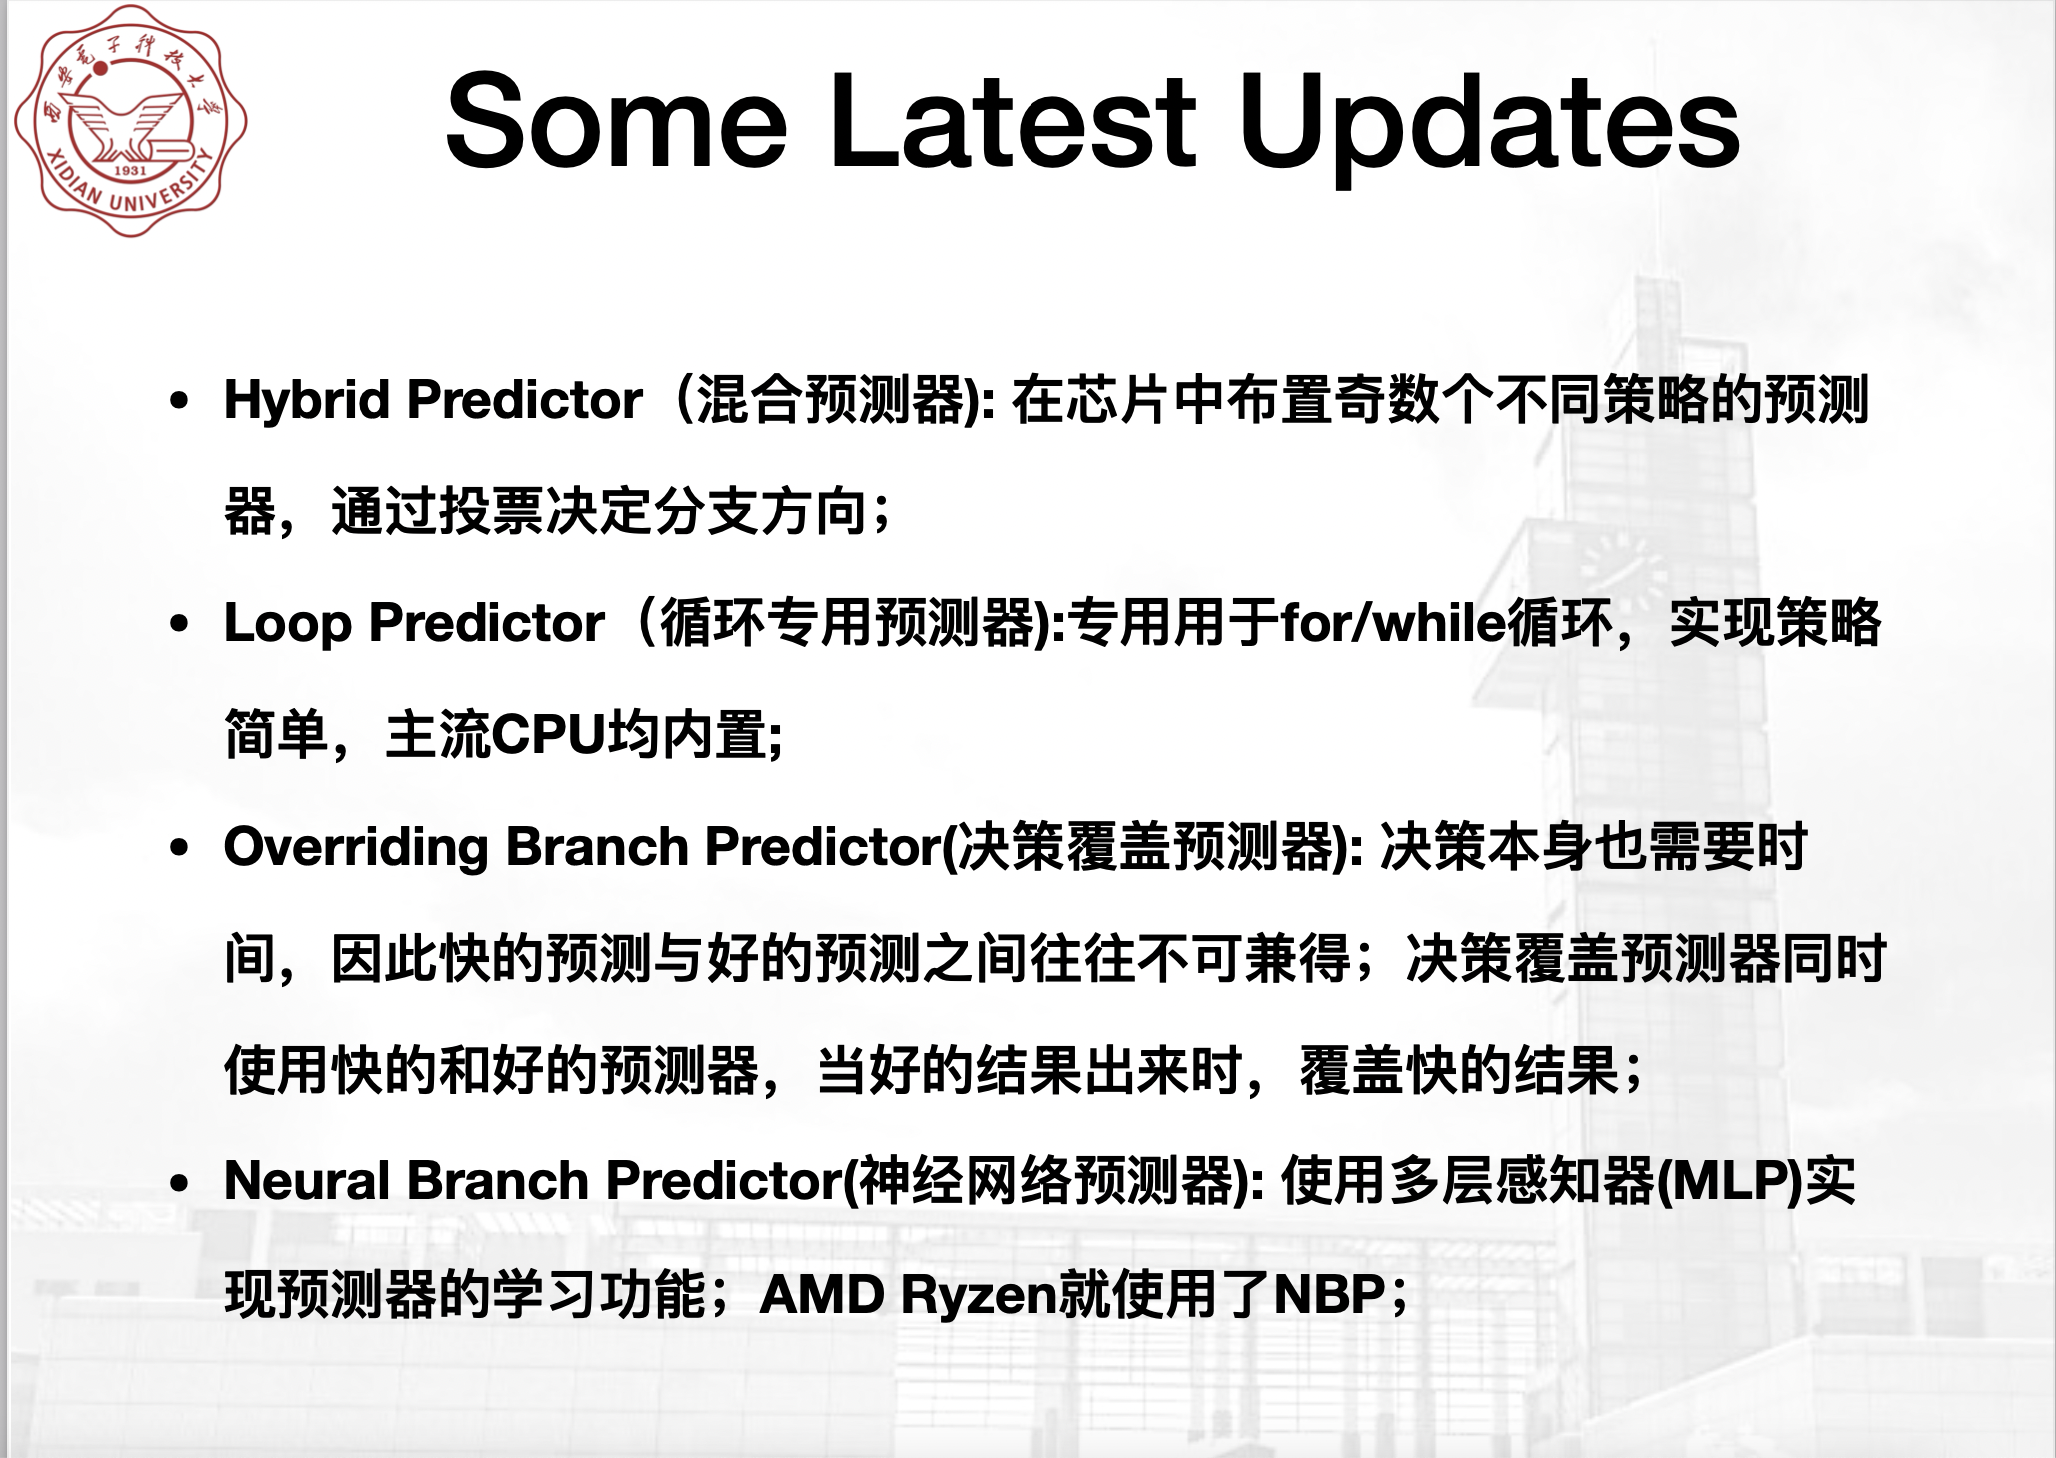 西安电子科技大学
XIDIAN UNIVERSITY
1931
Some Latest Updates
• Hybrid Predictor（混合预测器): 在芯片中布置奇数个不同策略的预测
器，通过投票决定分支方向；
• Loop Predictor（循环专用预测器):专用用于for/while循环，实现策略
简单，主流CPU均内置;
• Overriding Branch Predictor(决策覆盖预测器): 决策本身也需要时
间，因此快的预测与好的预测之间往往不可兼得；决策覆盖预测器同时
使用快的和好的预测器，当好的结果出来时，覆盖快的结果；
• Neural Branch Predictor(神经网络预测器): 使用多层感知器(MLP)实
现预测器的学习功能；AMD Ryzen就使用了NBP；